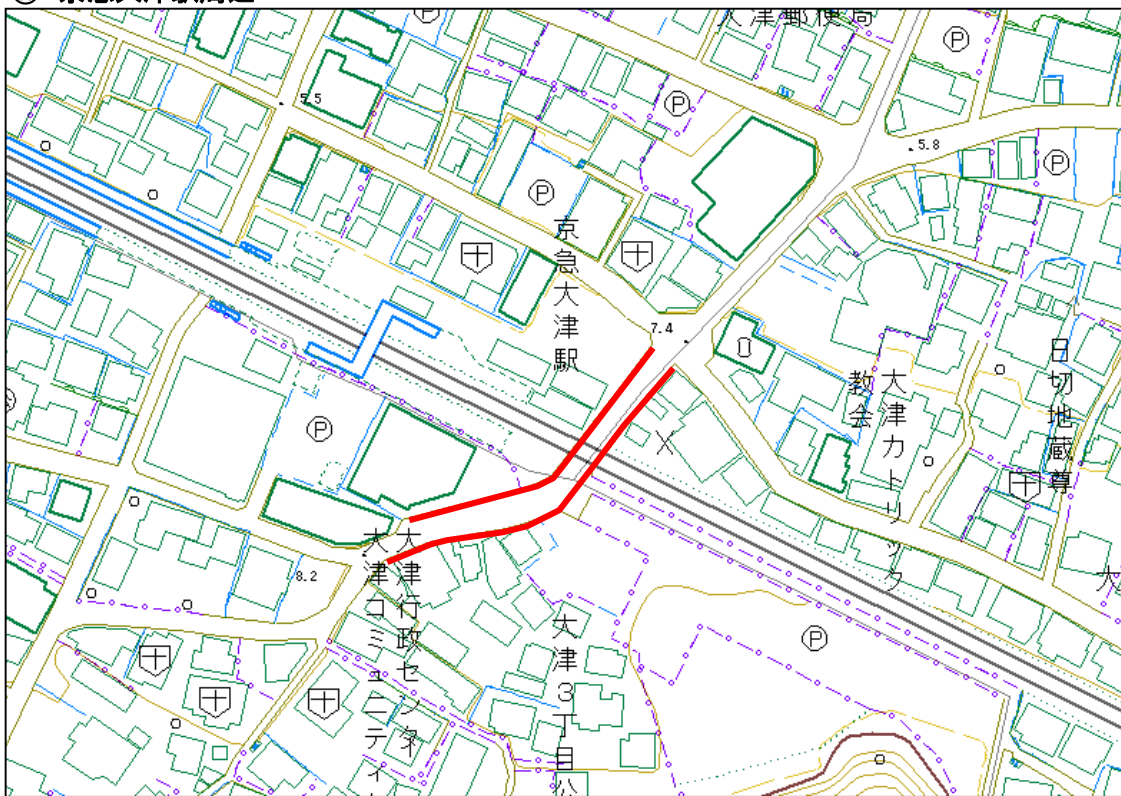 大津郵便局
5.5
5.8
京急大津駅
7.4
大津カトリック
教会
日切地蔵尊
8.2
大津行政センター
大津コミュニティ
大津3丁目公
大